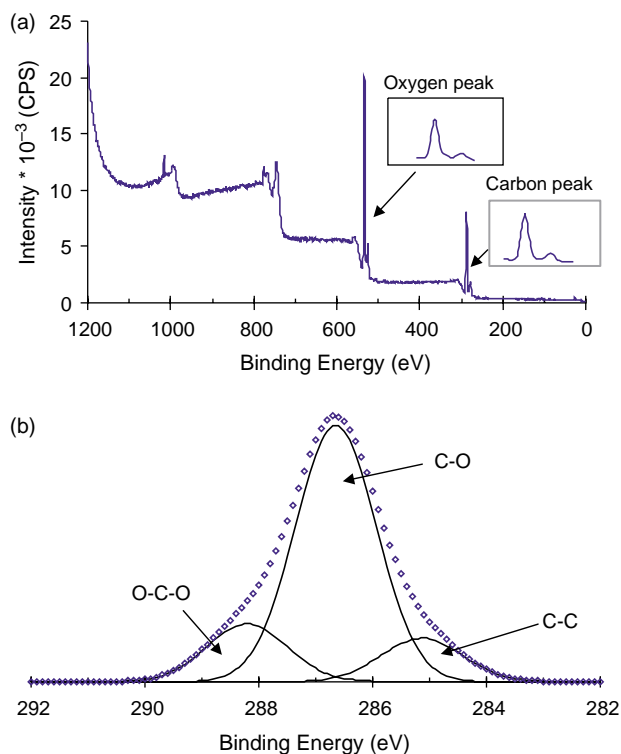 (a)
25
20
15
10
5
0
Intensity * 10⁻³ (CPS)
Oxygen peak
Carbon peak
1200 1000 800 600 400 200 0
Binding Energy (eV)
(b)
C-O
O-C-O
C-C
292 290 288 286 284 282
Binding Energy (eV)